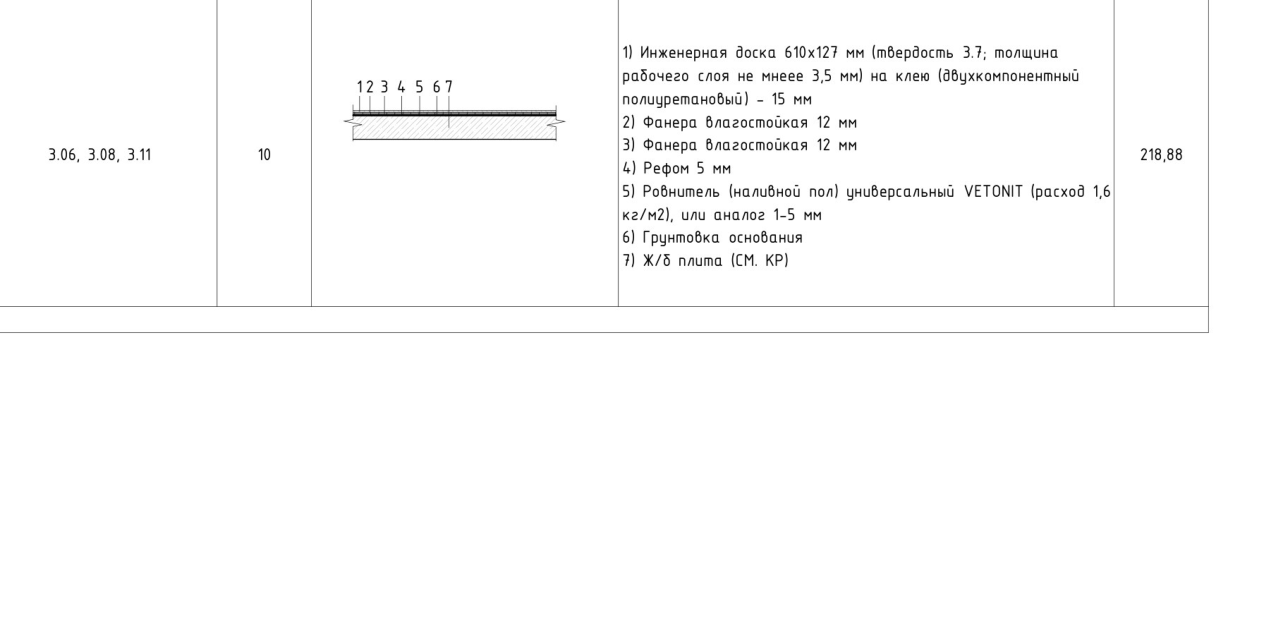 1) Инженерная доска 610х127 мм (твердость 3.7; толщина
рабочего слоя не мнеее 3,5 мм) на клею (двухкомпонентный
полиуретановый) - 15 мм
2) Фанера влагостойкая 12 мм
3) Фанера влагостойкая 12 мм
4) Рефом 5 мм
5) Ровнитель (наливной пол) универсальный VETONIT (расход 1,6
кг/м2), или аналог 1-5 мм
6) Грунтовка основания
7) Ж/б плита (СМ. КР)
1 2 3 4 5 6 7
3.06, 3.08, 3.11
10
218,88